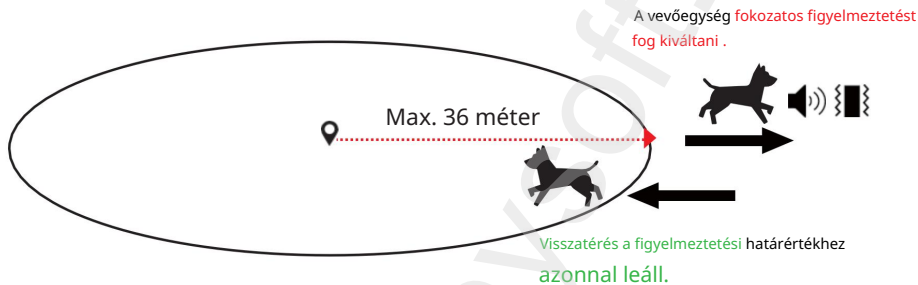 A vevőegység fokozatos figyelmeztetést
fog kiváltani .
Max. 36 méter
Visszatérés a figyelmeztetési határértékhez
azonnal leáll.